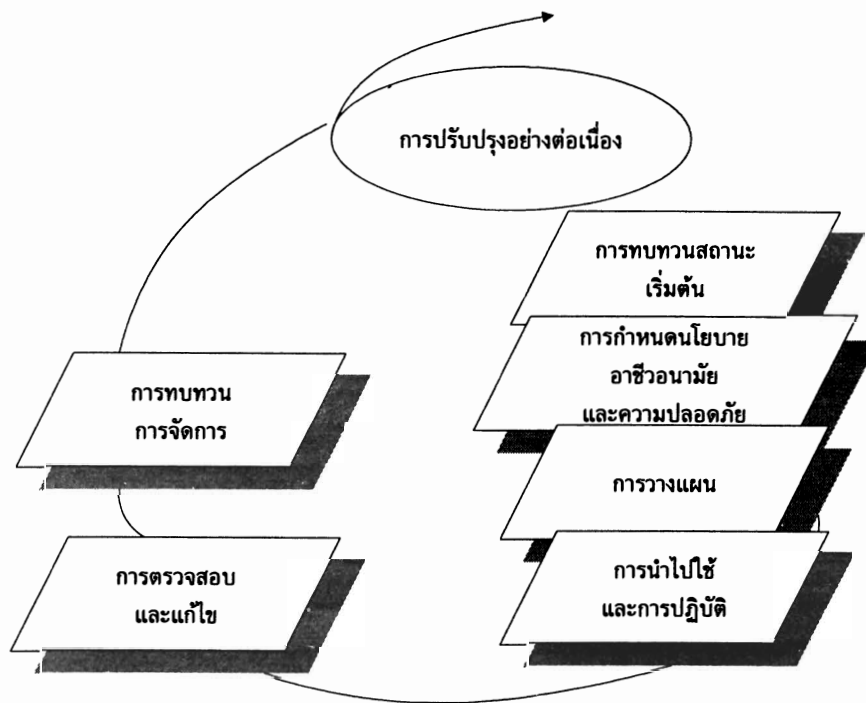 การปรับปรุงอย่างต่อเนื่อง
การทบทวนสถานะ
เริ่มต้น
การกำหนดนโยบาย
อาชีวอนามัย
และความปลอดภัย
การวางแผน
การนำไปใช้
และการปฏิบัติ
การตรวจสอบ
และแก้ไข
การทบทวน
การจัดการ